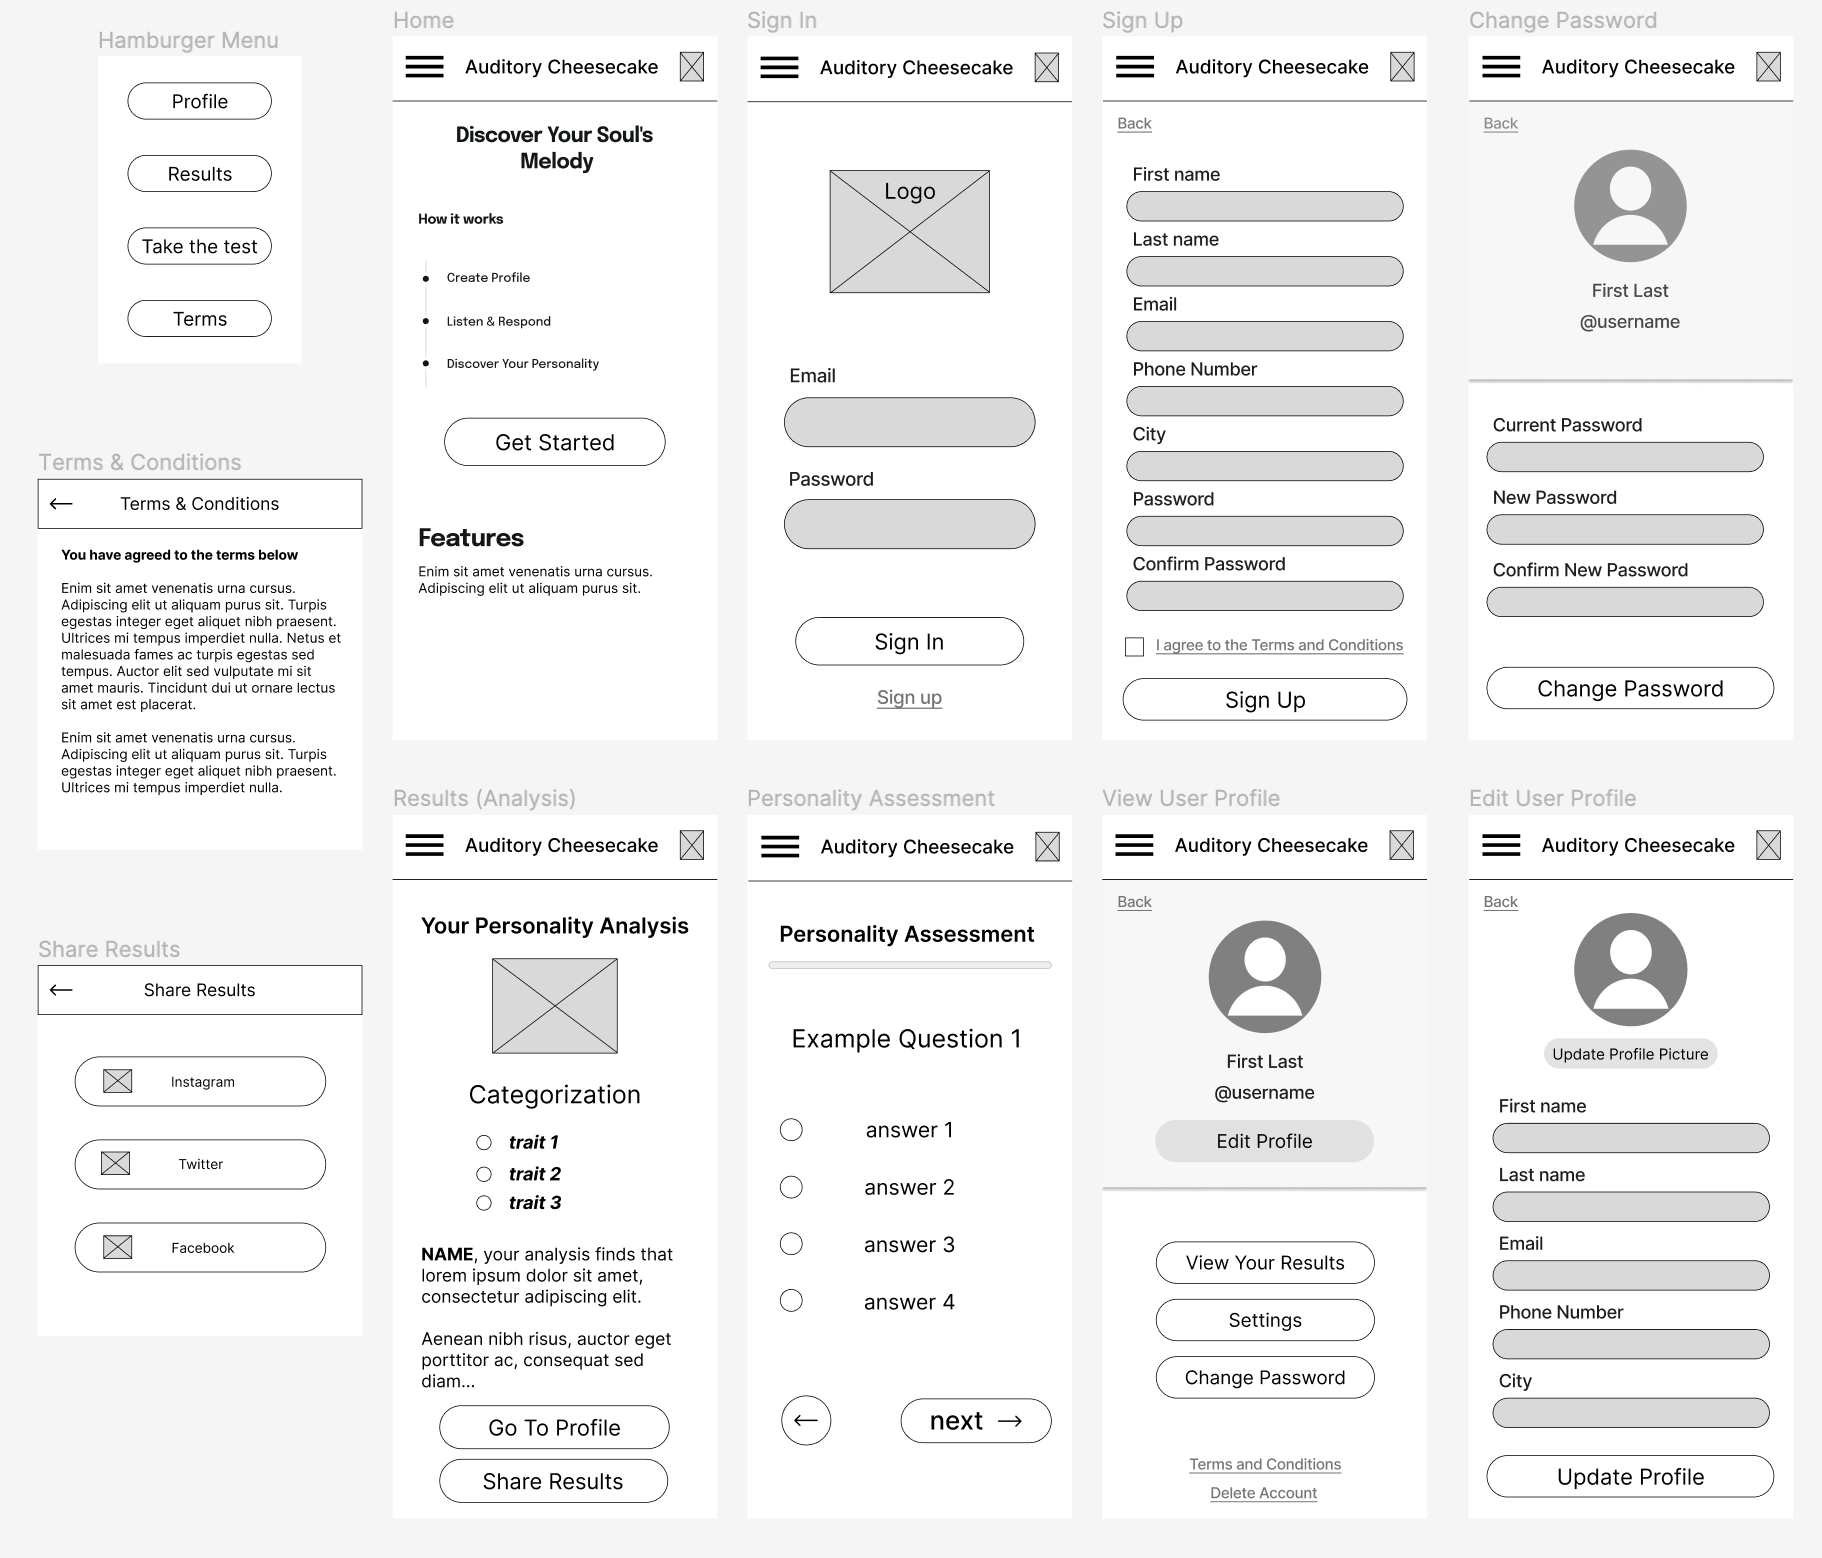 Hamburger Menu
Profile
Results
Take the test
Terms
Home
Auditory Cheesecake
Discover Your Soul's
Melody
How it works
Create Profile
Listen & Respond
Discover Your Personality
Get Started
Features
Enim sit amet venenatis urna cursus.
Adipiscing elit ut aliquam purus sit.
Sign In
Auditory Cheesecake
Logo
Email
Password
Sign In
Sign up
Sign Up
Auditory Cheesecake
Back
First name
Last name
Email
Phone Number
City
Password
Confirm Password
I agree to the Terms and Conditions
Sign Up
Change Password
Auditory Cheesecake
Back
First Last
@username
Current Password
New Password
Confirm New Password
Change Password
Terms & Conditions
Terms & Conditions
You have agreed to the terms below
Enim sit amet venenatis urna cursus.
Adipiscing elit ut aliquam purus sit. Turpis
egestas integer eget aliquet nibh praesent.
Ultrices mi tempus imperdiet nulla. Netus et
malesuada fames ac turpis egestas sed
tempus. Auctor elit sed vulputate mi sit
amet mauris. Tincidunt dui ut ornare lectus
sit amet est placerat.
Enim sit amet venenatis urna cursus.
Adipiscing elit ut aliquam purus sit. Turpis
egestas integer eget aliquet nibh praesent.
Ultrices mi tempus imperdiet nulla.
Share Results
Share Results
Instagram
Twitter
Facebook
Results (Analysis)
Auditory Cheesecake
Your Personality Analysis
Categorization
trait 1
trait 2
trait 3
NAME, your analysis finds that
lorem ipsum dolor sit amet,
consectetur adipiscing elit.
Aenean nibh risus, auctor eget
porttitor ac, consequat sed
diam...
Go To Profile
Share Results
Personality Assessment
Auditory Cheesecake
Personality Assessment
Example Question 1
answer 1
answer 2
answer 3
answer 4
next
View User Profile
Auditory Cheesecake
Back
First Last
@username
Edit Profile
View Your Results
Settings
Change Password
Terms and Conditions
Delete Account
Edit User Profile
Auditory Cheesecake
Back
Update Profile Picture
First name
Last name
Email
Phone Number
City
Update Profile